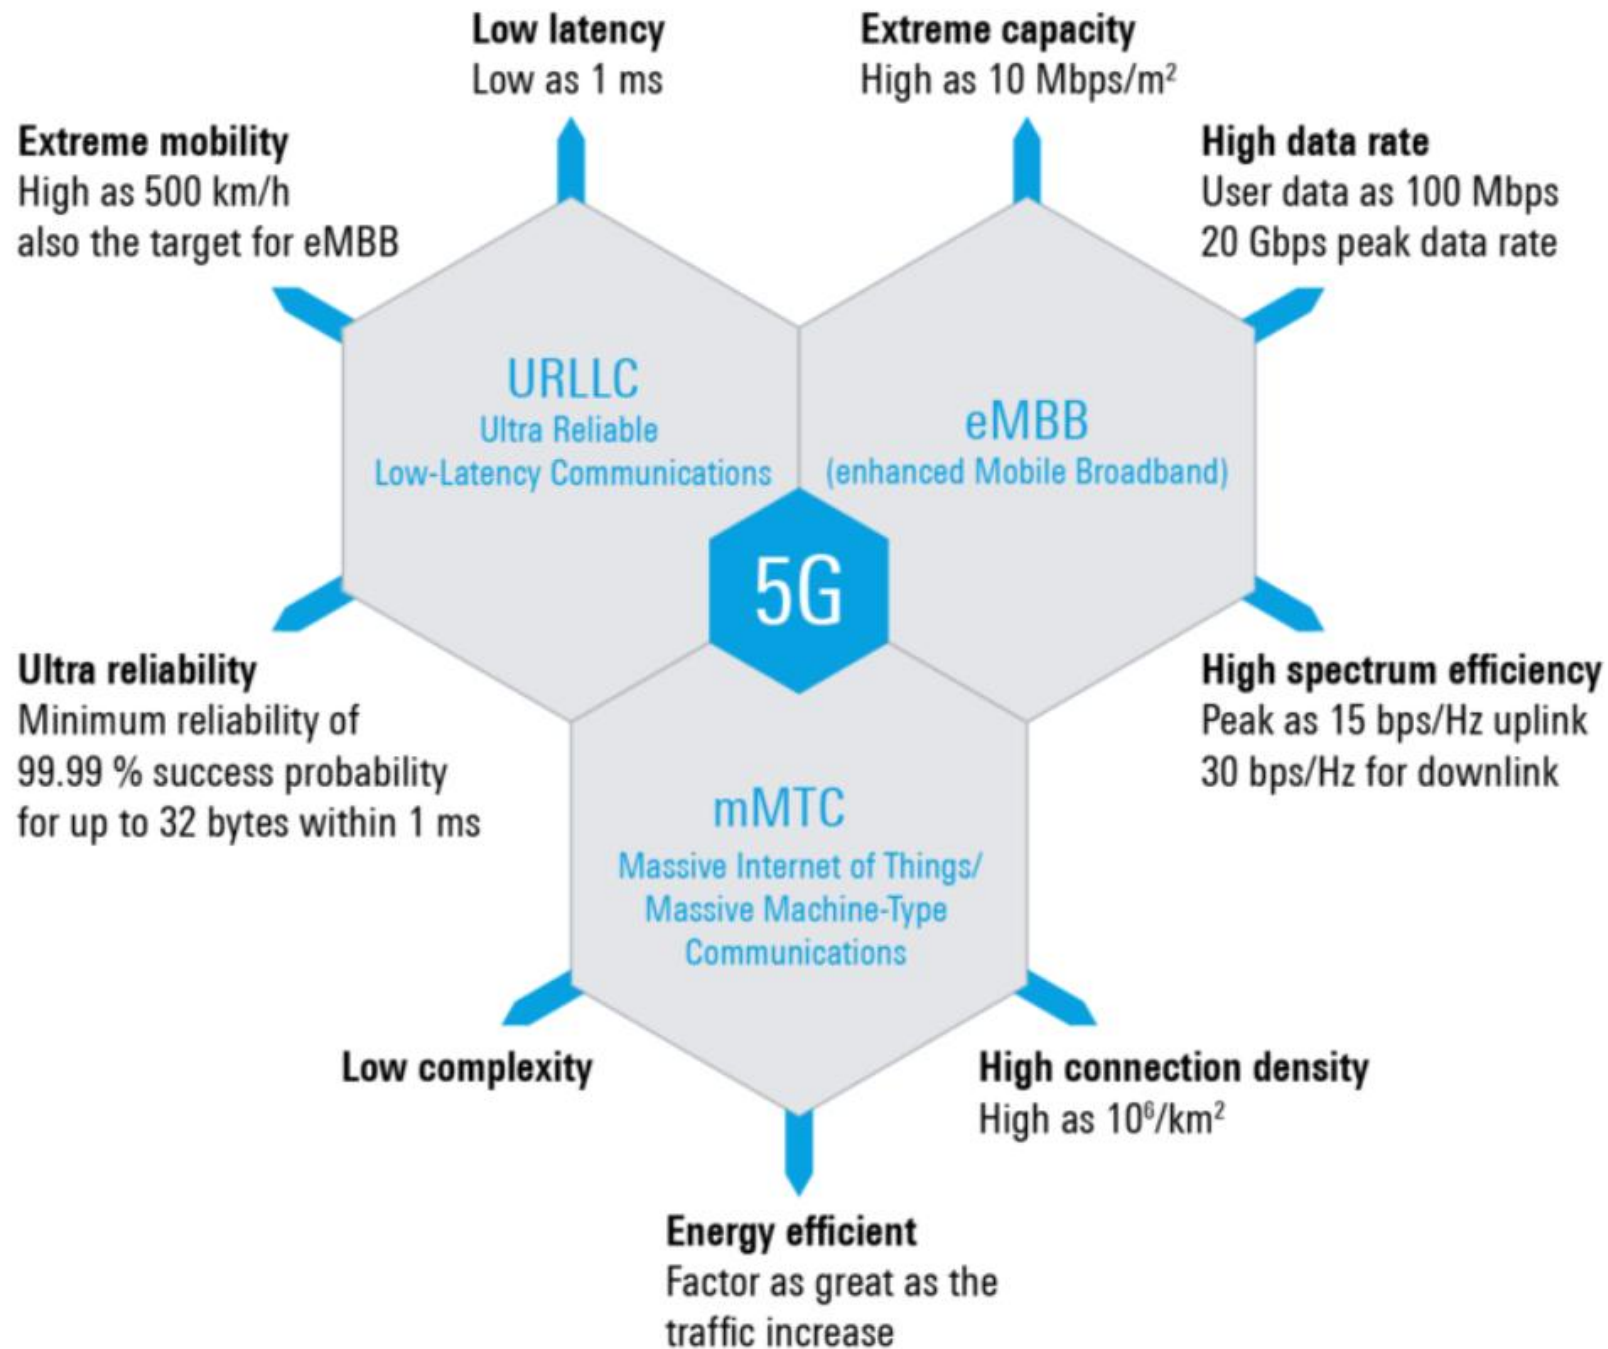 Low latency
Low as 1 ms
Extreme capacity
High as 10 Mbps/m²
Extreme mobility
High as 500 km/h
also the target for eMBB
High data rate
User data as 100 Mbps
20 Gbps peak data rate
URLLC
Ultra Reliable
Low-Latency Communications
eMBB
(enhanced Mobile Broadband)
5G
Ultra reliability
Minimum reliability of
99.99 % success probability
for up to 32 bytes within 1 ms
High spectrum efficiency
Peak as 15 bps/Hz uplink
30 bps/Hz for downlink
mMTC
Massive Internet of Things/
Massive Machine-Type
Communications
Low complexity
High connection density
High as 10⁶/km²
Energy efficient
Factor as great as the
traffic increase